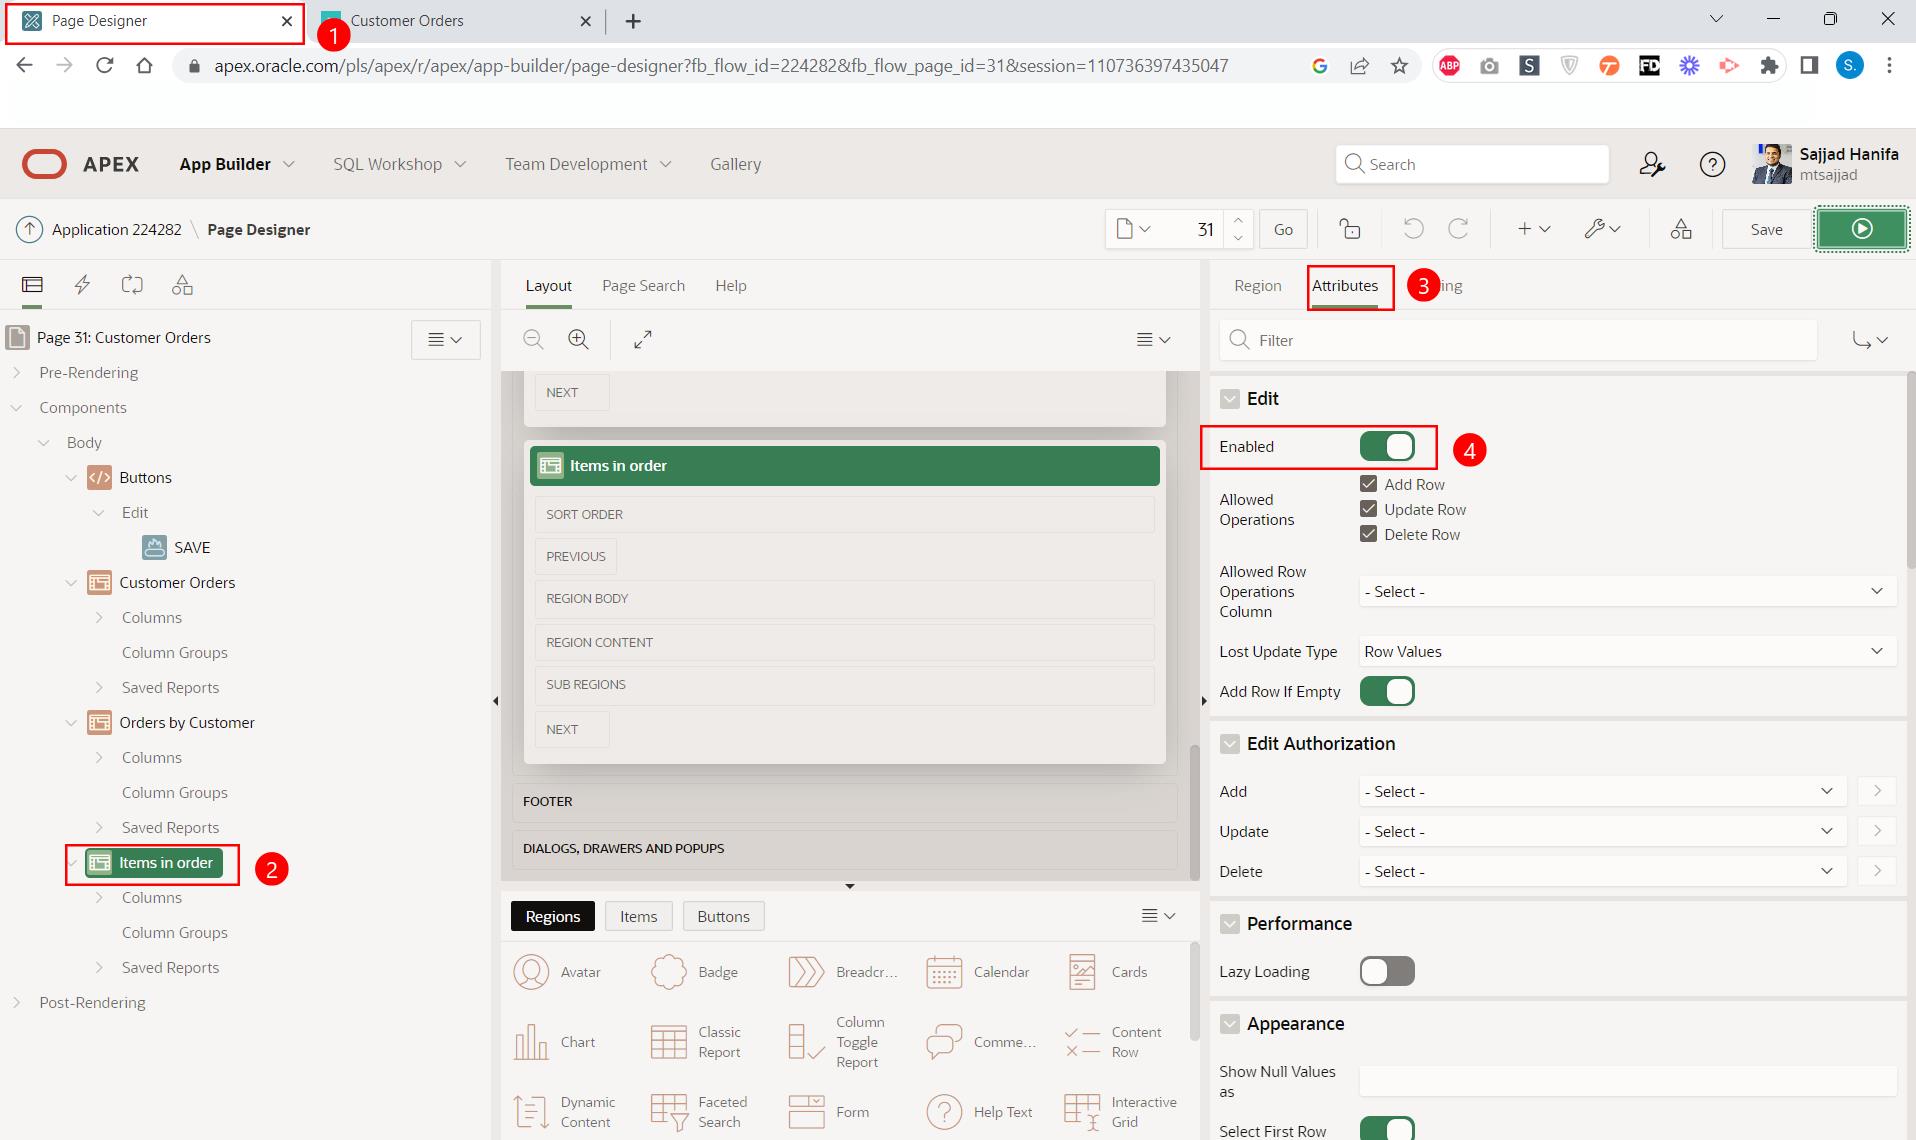 Page Designer
1
Customer Orders
apex.oracle.com/pls/apex/r/apex/app-builder/page-designer?fb_flow_id=224282&fb_flow_page_id=31&session=110736397435047
G
ABP
S
T
FD
S.
APEX
App Builder
SQL Workshop
Team Development
Gallery
Search
?
Sajjad Hanifa
mtsajjad
Application 224282 \ Page Designer
31
Go
Save
Page 31: Customer Orders
Pre-Rendering
Components
Body
Buttons
Edit
SAVE
Customer Orders
Columns
Column Groups
Saved Reports
Orders by Customer
Columns
Column Groups
Saved Reports
Items in order
2
Columns
Column Groups
Saved Reports
Post-Rendering
Layout
Page Search
Help
NEXT
Items in order
SORT ORDER
PREVIOUS
REGION BODY
REGION CONTENT
SUB REGIONS
NEXT
FOOTER
DIALOGS, DRAWERS AND POPUPS
Regions
Items
Buttons
Avatar
Badge
Breadcr...
Calendar
Cards
Chart
Classic
Report
Column
Toggle
Report
Comme...
Content
Row
Dynamic
Content
Faceted
Search
Form
Help Text
Interactive
Grid
Region
Attributes
3
ing
Filter
Edit
Enabled
4
Allowed
Operations
Add Row
Update Row
Delete Row
Allowed Row
Operations
Column
- Select -
Lost Update Type
Row Values
Add Row If Empty
Edit Authorization
Add
- Select -
Update
- Select -
Delete
- Select -
Performance
Lazy Loading
Appearance
Show Null Values
as
Select First Row